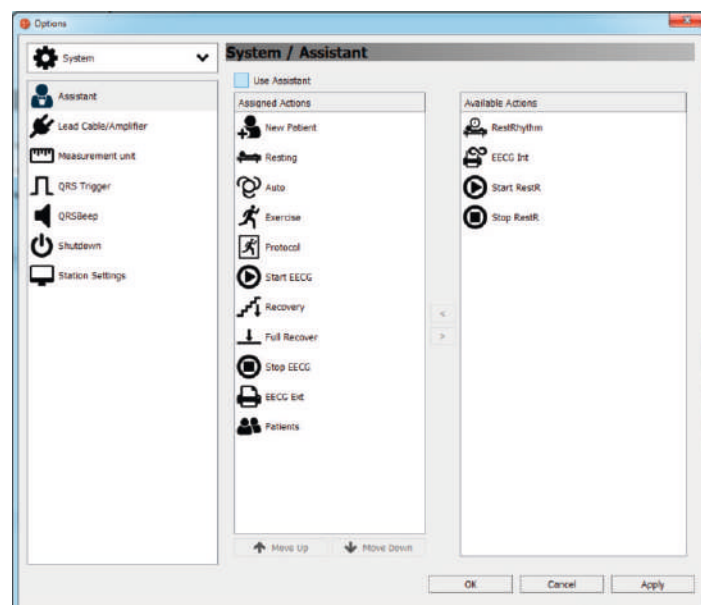 Options
System
System / Assistant
Use Assistant
Assistant
Lead Cable/Amplifier
Measurement unit
QRS Trigger
QRSBeep
Shutdown
Station Settings
Assigned Actions
New Patient
Resting
Auto
Exercise
Protocol
Start EECG
Recovery
Full Recover
Stop EECG
EECG Ext
Patients
<
>
Available Actions
RestRhythm
EECG Int
Start RestR
Stop RestR
Move Up
Move Down
OK
Cancel
Apply